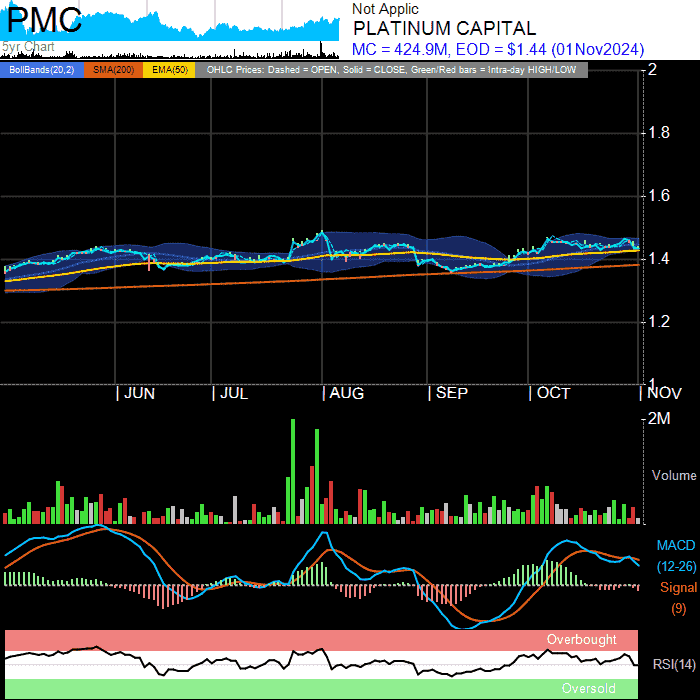 PMC
5yr Chart
Not Applic
PLATINUM CAPITAL
MC = 424.9M, EOD = $1.44 (01Nov2024)
BollBands(20,2) SMA(200) EMA(50) OHLC Prices: Dashed = OPEN, Solid = CLOSE, Green/Red bars = Intra-day HIGH/LOW
2
1.8
1.6
1.4
1.2
1
JUN JUL AUG SEP OCT NOV
2M
Volume
MACD
(12-26)
Signal
(9)
Overbought
RSI(14)
Oversold